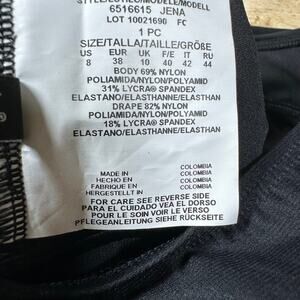 STYLE/ESTILO/MODELE/MODELL
6516615 JENA
LOT 10021690 FC
1 PC
SIZE/TALLA/TAILLE/GRÖßE
US EUR UK F/E IT RU
8 38 10 40 42 44
BODY 69% NYLON
POLIAMIDA/NYLON/POLYAMID
31% LYCRA® SPANDEX
ELASTANO/ELASTHANNE/ELASTHAN
DRAPE 82% NYLON
POLIAMIDA/NYLON/POLYAMID
18% LYCRA® SPANDEX
ELASTANO/ELASTHANNE/ELASTHAN
MADE IN COLOMBIA
HECHO EN COLOMBIA
FABRIQUE EN COLOMBIA
HERGESTELLT IN COLOMBIA
FOR CARE SEE REVERSE SIDE
PARA EL CUIDADO VEA EL DORSO
POUR LE SOIN VOIR LE VERSO
PFLEGEANLEITUNG SIEHE RÜCKSEITE